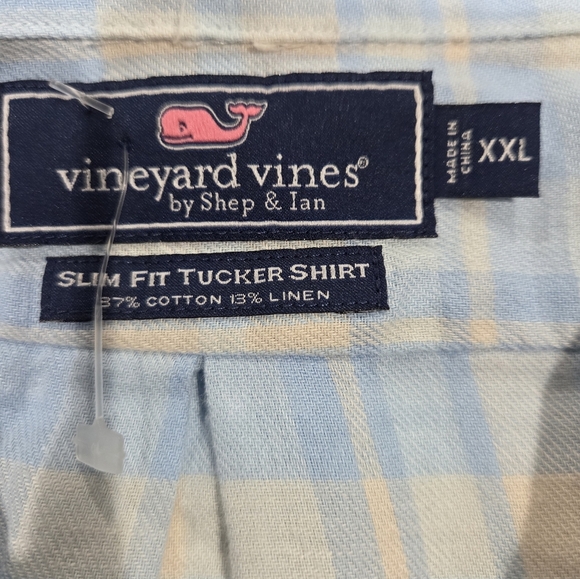 vineyard vines®
by Shep & Ian
MADE IN
CHINA
XXL
SLIM FIT TUCKER SHIRT
87% COTTON 13% LINEN